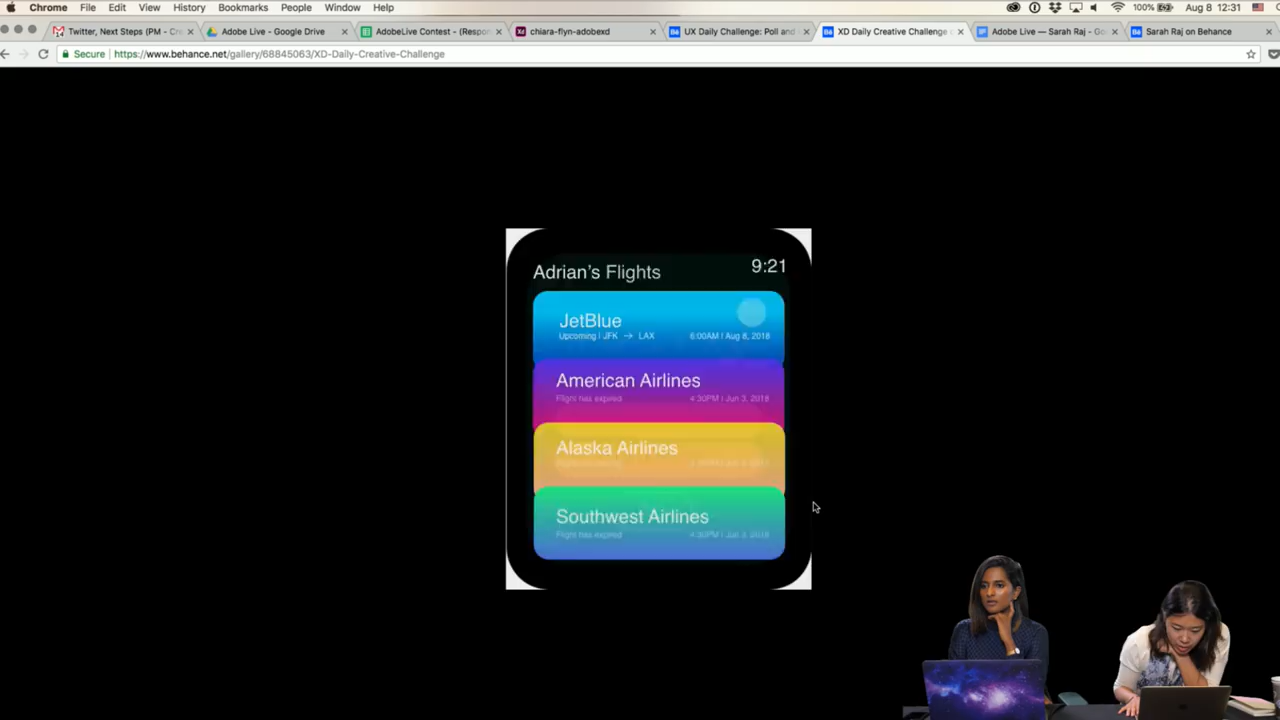 Chrome File Edit View History Bookmarks People Window Help 100% Aug 8 12:31
Twitter, Next Steps (PM - Cre Adobe Live - Google Drive AdobeLive Contest - (Respon chiara-flyn-adobexd UX Daily Challenge: Poll and XD Daily Creative Challenge Adobe Live — Sarah Raj - Go Sarah Raj on Behance
Secure https://www.behance.net/gallery/68845063/XD-Daily-Creative-Challenge
Adrian's Flights 9:21
JetBlue
Upcoming | JFK → LAX 6:00AM | Aug 8, 2018
American Airlines
Flight has expired 4:30PM | Jun 3, 2018
Alaska Airlines
Southwest Airlines
Flight has expired 4:30PM | Jun 3, 2018